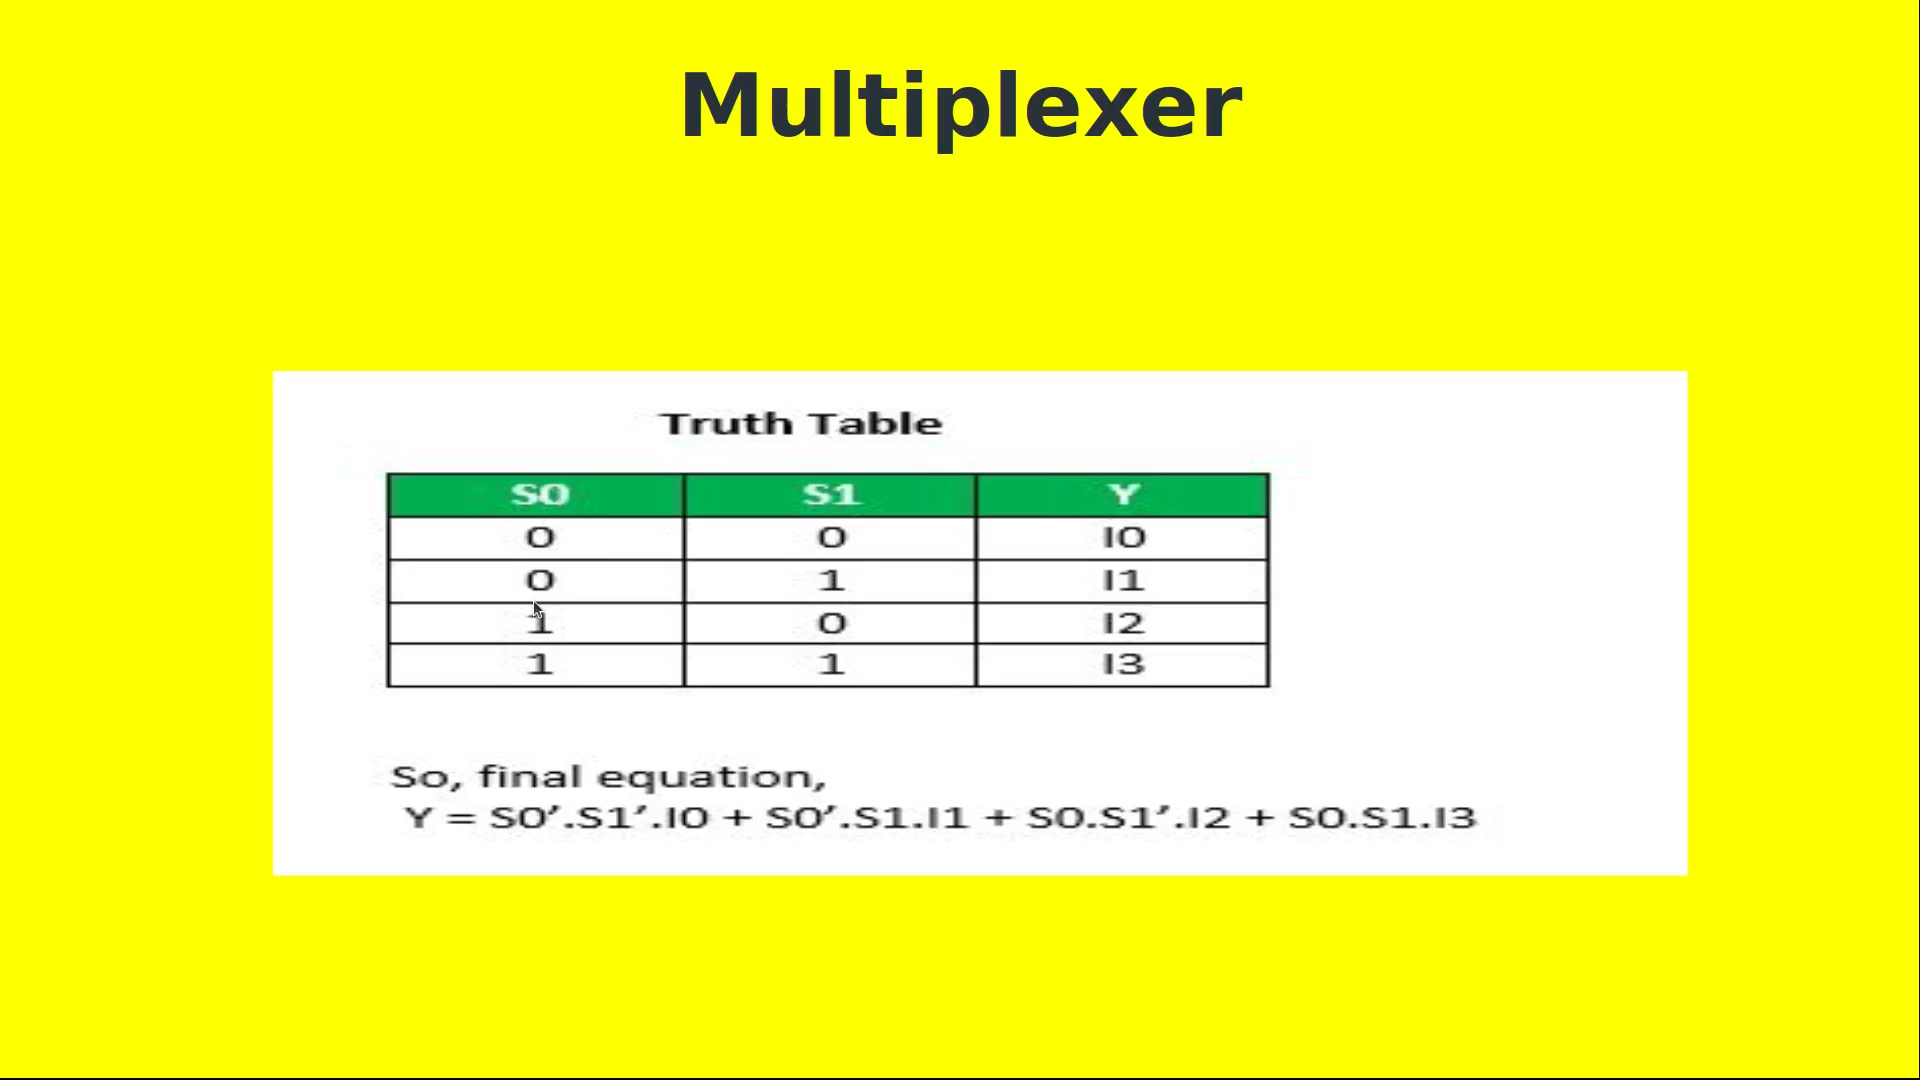 Multiplexer
Truth Table
S0 S1 Y
0 0 I0
0 1 I1
1 0 I2
1 1 I3
So, final equation,
Y = S0′.S1′.I0 + S0′.S1.I1 + S0.S1′.I2 + S0.S1.I3